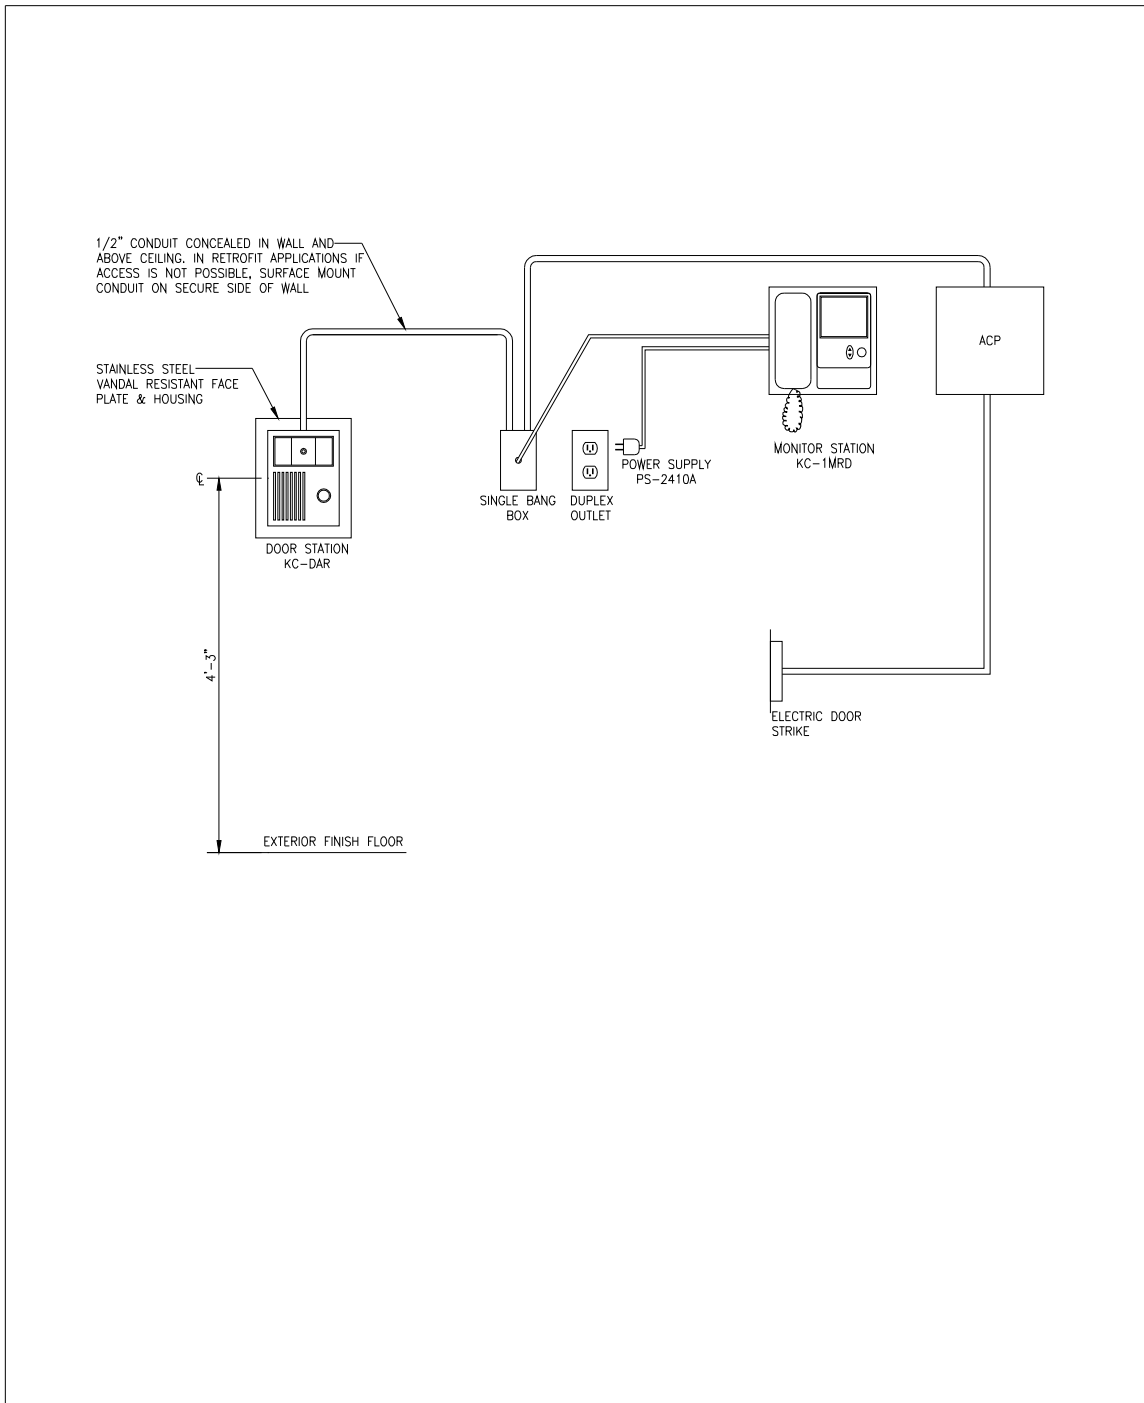 1/2" CONDUIT CONCEALED IN WALL AND
ABOVE CEILING. IN RETROFIT APPLICATIONS IF
ACCESS IS NOT POSSIBLE, SURFACE MOUNT
CONDUIT ON SECURE SIDE OF WALL
STAINLESS STEEL
VANDAL RESISTANT FACE
PLATE & HOUSING
ACP
MONITOR STATION
KC-1MRD
POWER SUPPLY
PS-2410A
SINGLE BANG
BOX
DUPLEX
OUTLET
℄
DOOR STATION
KC-DAR
4'-3"
ELECTRIC DOOR
STRIKE
EXTERIOR FINISH FLOOR